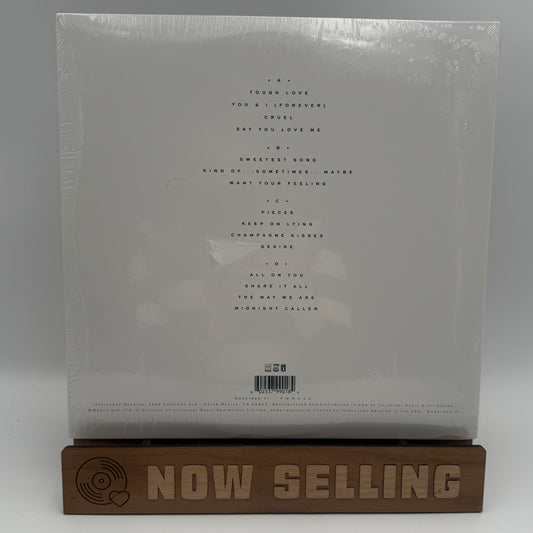 • A •
TOUGH LOVE
YOU & I (FOREVER)
CRUEL
SAY YOU LOVE ME
• B •
SWEETEST SONG
KIND OF...SOMETIMES...MAYBE
WANT YOUR FEELING
• C •
PIECES
KEEP ON LYING
CHAMPAGNE KISSES
DESIRE
• D •
ALL ON YOU
SHARE IT ALL
THE WAY WE ARE
MIDNIGHT CALLER
NOW SELLING